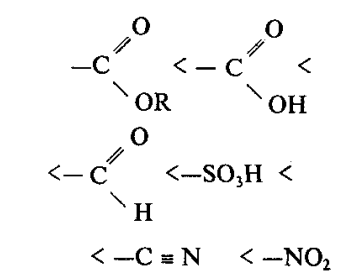 –C(=O)OR < –C(=O)OH <
< –C(=O)H < –SO₃H <
< –C≡N < –NO₂